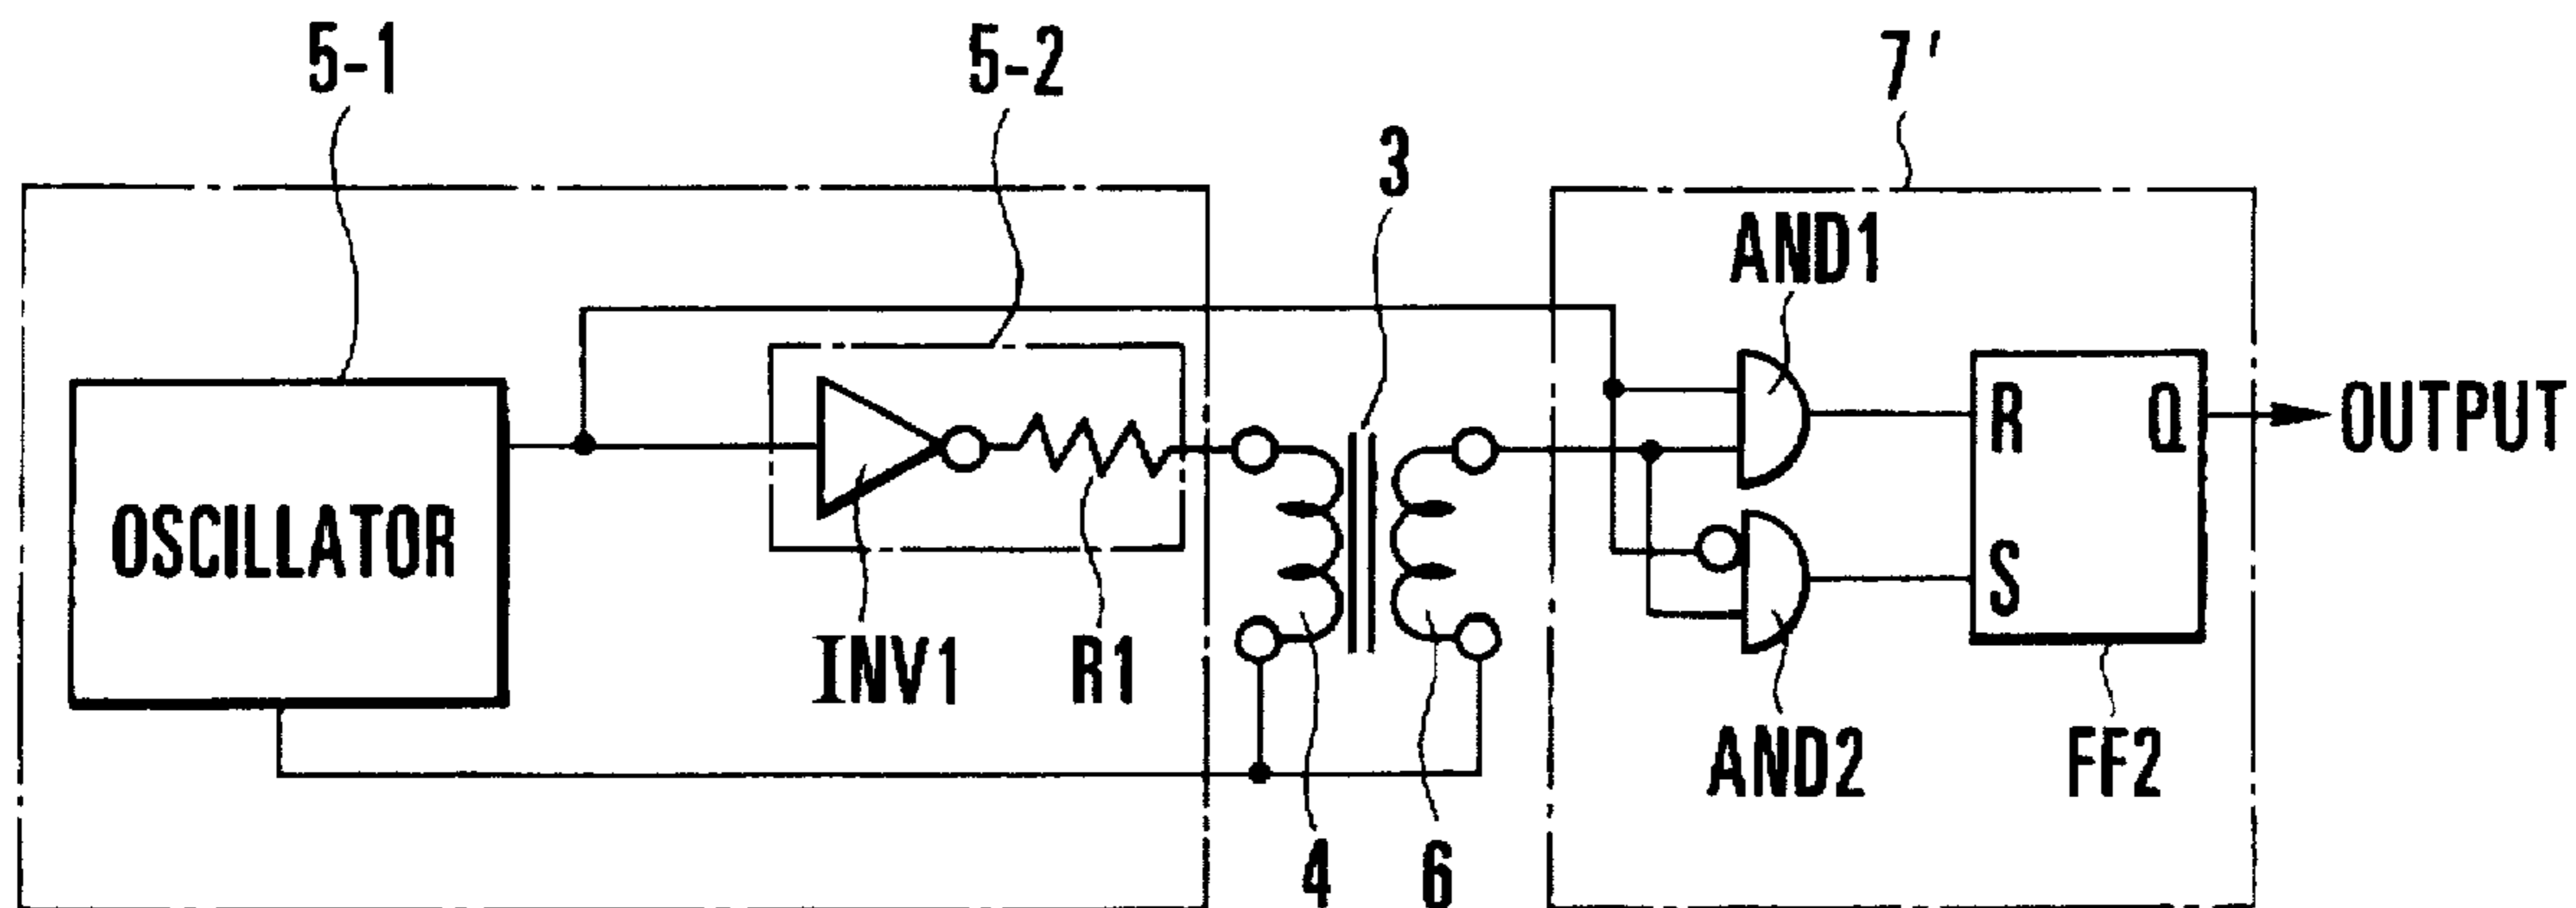 5-1
5-2
7'
3
AND1
OSCILLATOR
INV1
R1
R
Q
S
OUTPUT
AND2
FF2
4
6